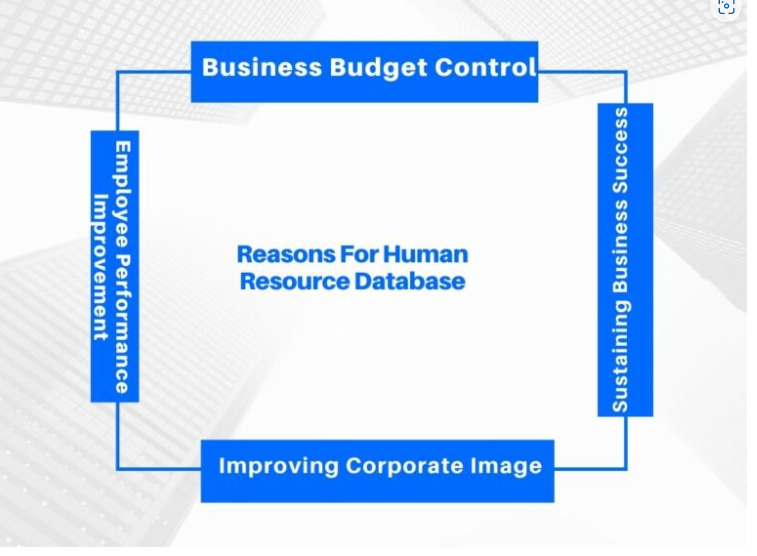 Business Budget Control
Employee Performance
Improvement
Reasons For Human
Resource Database
Sustaining Business Success
Improving Corporate Image